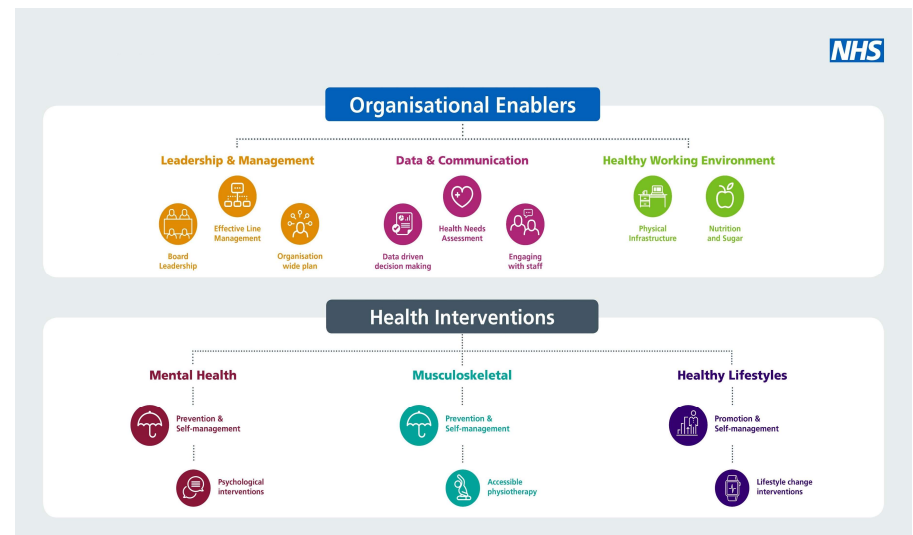 NHS
Organisational Enablers
Leadership & Management
Board
Leadership
Effective Line
Management
Organisation
wide plan
Data & Communication
Data driven
decision making
Health Needs
Assessment
Engaging
with staff
Healthy Working Environment
Physical
Infrastructure
Nutrition
and Sugar
Health Interventions
Mental Health
Prevention &
Self-management
Psychological
interventions
Musculoskeletal
Prevention &
Self-management
Accessible
physiotherapy
Healthy Lifestyles
Promotion &
Self-management
Lifestyle change
interventions